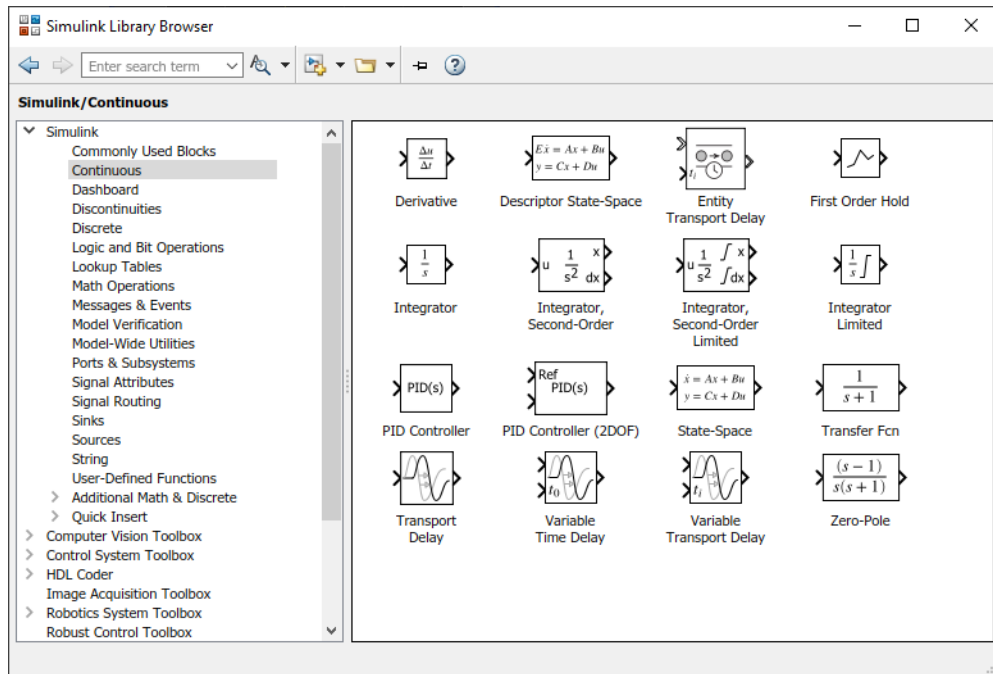 Simulink Library Browser
Enter search term
Simulink/Continuous
Simulink
Commonly Used Blocks
Continuous
Dashboard
Discontinuities
Discrete
Logic and Bit Operations
Lookup Tables
Math Operations
Messages & Events
Model Verification
Model-Wide Utilities
Ports & Subsystems
Signal Attributes
Signal Routing
Sinks
Sources
String
User-Defined Functions
Additional Math & Discrete
Quick Insert
Computer Vision Toolbox
Control System Toolbox
HDL Coder
Image Acquisition Toolbox
Robotics System Toolbox
Robust Control Toolbox
Δu
Δt
Derivative
Eẋ = Ax + Bu
y = Cx + Du
Descriptor State-Space
tᵢ
Entity
Transport Delay
First Order Hold
1
s
Integrator
u 1 x
s² dx
Integrator,
Second-Order
u 1 ∫ x
s² ∫dx
Integrator,
Second-Order
Limited
1 ∫
s
Integrator
Limited
PID(s)
PID Controller
Ref
PID(s)
PID Controller (2DOF)
ẋ = Ax + Bu
y = Cx + Du
State-Space
1
s + 1
Transfer Fcn
Transport
Delay
t₀
Variable
Time Delay
tᵢ
Variable
Transport Delay
(s − 1)
s(s + 1)
Zero-Pole